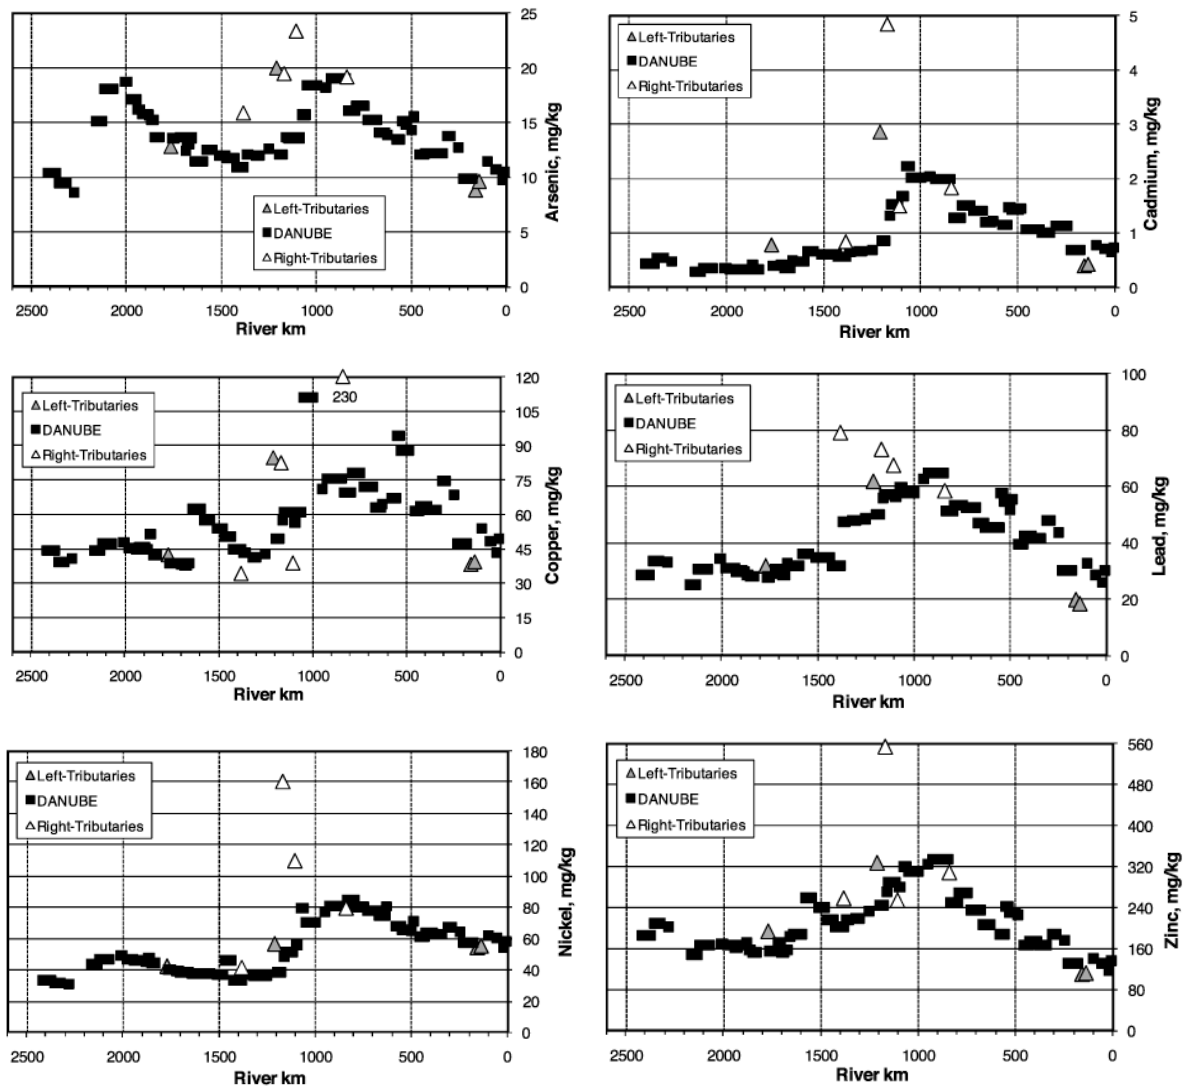 Left-Tributaries
DANUBE
Right-Tributaries
25
20
15
10
5
0
Arsenic, mg/kg
2500 2000 1500 1000 500 0
River km
Left-Tributaries
DANUBE
Right-Tributaries
5
4
3
2
1
0
Cadmium, mg/kg
2500 2000 1500 1000 500 0
River km
Left-Tributaries
DANUBE
Right-Tributaries
230
120
105
90
75
60
45
30
15
0
Copper, mg/kg
2500 2000 1500 1000 500 0
River km
Left-Tributaries
DANUBE
Right-Tributaries
100
80
60
40
20
0
Lead, mg/kg
2500 2000 1500 1000 500 0
River km
Left-Tributaries
DANUBE
Right-Tributaries
180
160
140
120
100
80
60
40
20
0
Nickel, mg/kg
2500 2000 1500 1000 500 0
River km
Left-Tributaries
DANUBE
Right-Tributaries
560
480
400
320
240
160
80
0
Zinc, mg/kg
2500 2000 1500 1000 500 0
River km